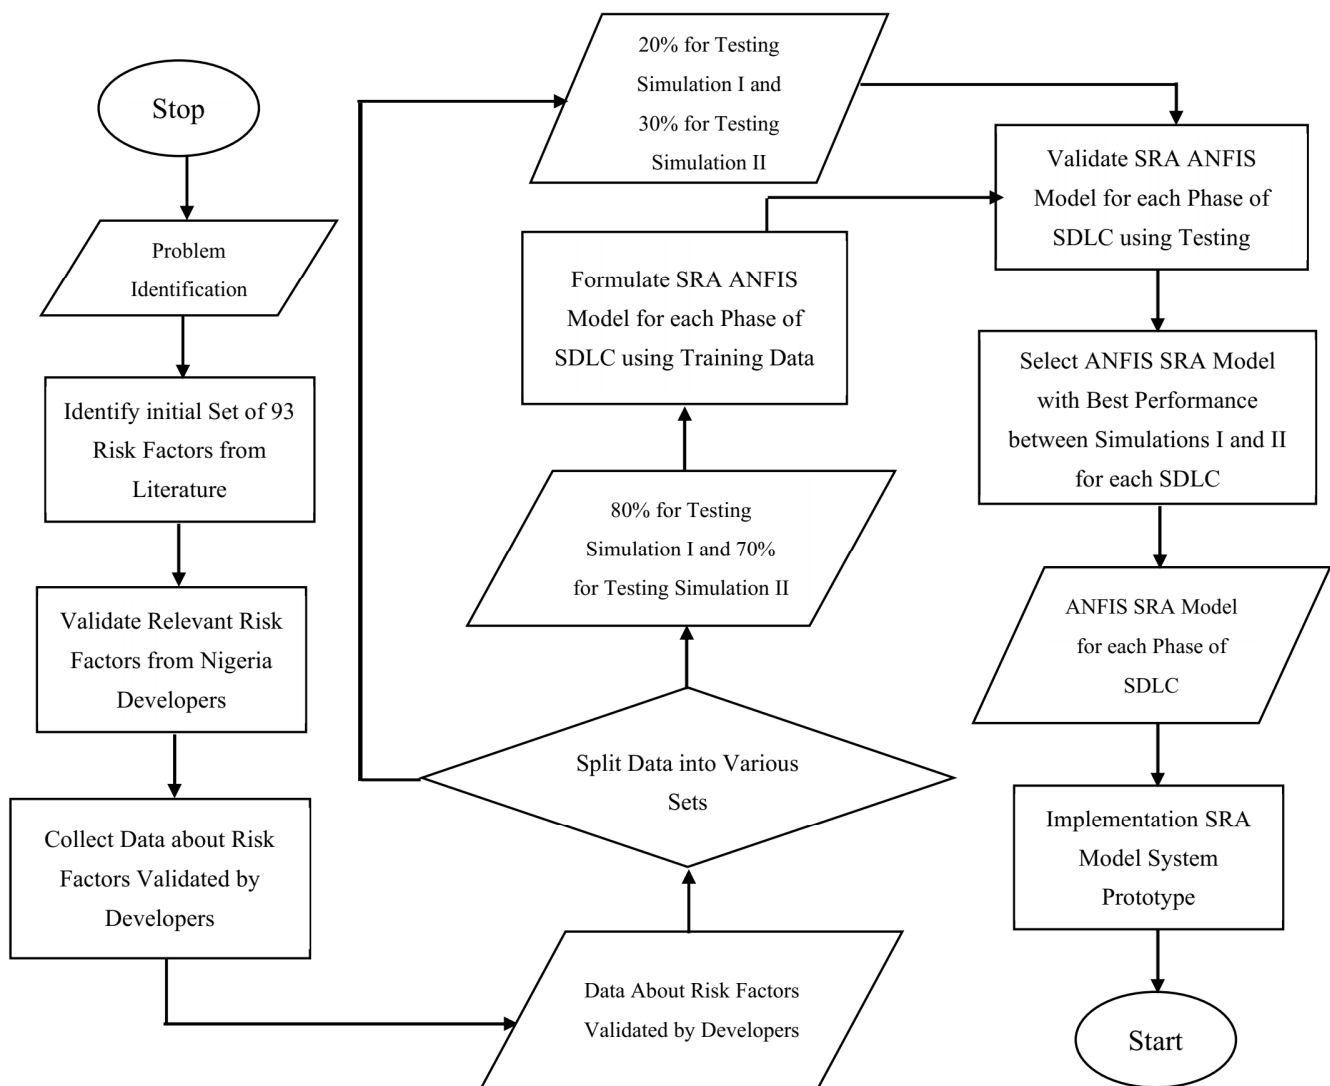 Stop
Problem
Identification
Identify initial Set of 93
Risk Factors from
Literature
Validate Relevant Risk
Factors from Nigeria
Developers
Collect Data about Risk
Factors Validated by
Developers
Data About Risk Factors
Validated by Developers
Split Data into Various
Sets
80% for Testing
Simulation I and 70%
for Testing Simulation II
Formulate SRA ANFIS
Model for each Phase of
SDLC using Training Data
20% for Testing
Simulation I and
30% for Testing
Simulation II
Validate SRA ANFIS
Model for each Phase of
SDLC using Testing
Select ANFIS SRA Model
with Best Performance
between Simulations I and II
for each SDLC
ANFIS SRA Model
for each Phase of
SDLC
Implementation SRA
Model System
Prototype
Start